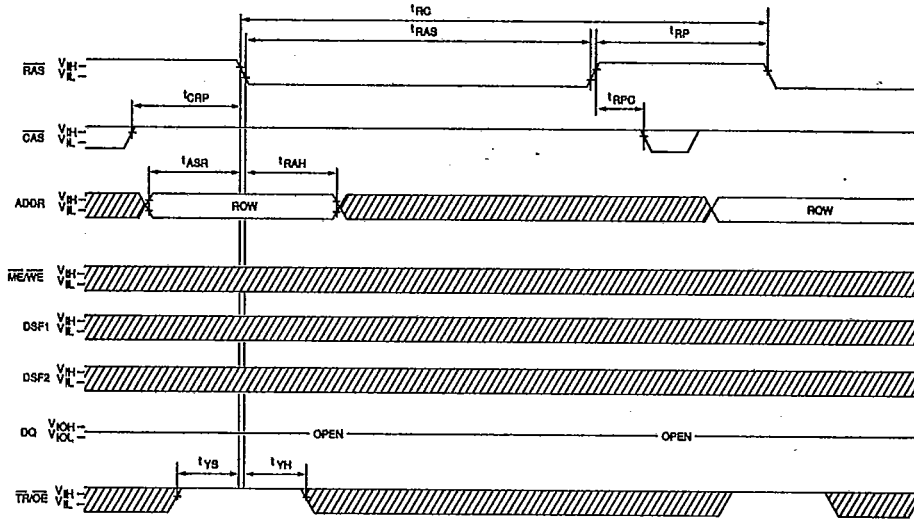 tRC
tRAS tRP
RAS VIH VIL
tCRP tRPC
CAS VIH VIL
tASR tRAH
ADDR VIH VIL ROW ROW
ME/WE VIH VIL
DSF1 VIH VIL
DSF2 VIH VIL
DQ VIOH VIOL OPEN OPEN
tYS tYH
TR/OE VIH VIL